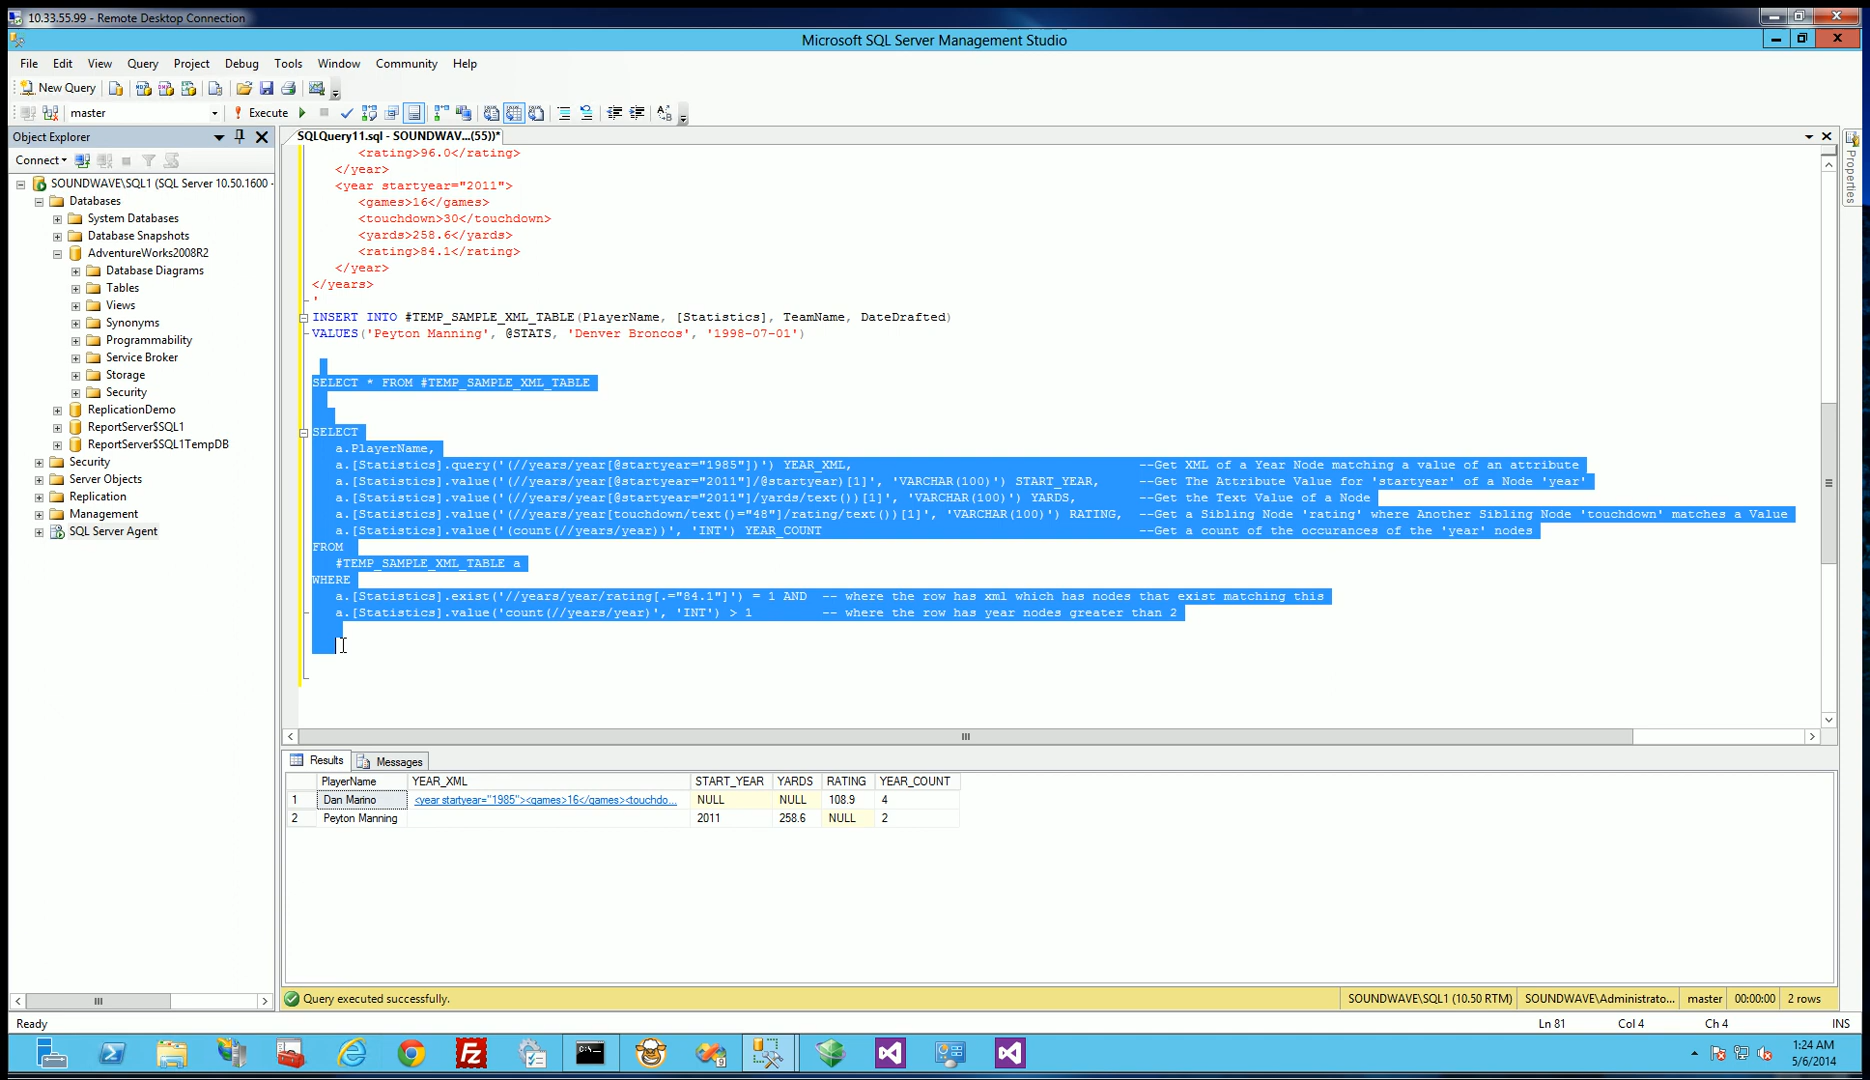 10.33.55.99 - Remote Desktop Connection
Microsoft SQL Server Management Studio
File Edit View Query Project Debug Tools Window Community Help
New Query
master Execute
Object Explorer
SQLQuery11.sql - SOUNDWAV...(55))*
Connect
Properties
SOUNDWAVE\SQL1 (SQL Server 10.50.1600 -
Databases
System Databases
Database Snapshots
AdventureWorks2008R2
Database Diagrams
Tables
Views
Synonyms
Programmability
Service Broker
Storage
Security
ReplicationDemo
ReportServer$SQL1
ReportServer$SQL1TempDB
Security
Server Objects
Replication
Management
SQL Server Agent
<rating>96.0</rating>
</year>
<year startyear="2011">
<games>16</games>
<touchdown>30</touchdown>
<yards>258.6</yards>
<rating>84.1</rating>
</year>
</years>
'
INSERT INTO #TEMP_SAMPLE_XML_TABLE(PlayerName, [Statistics], TeamName, DateDrafted)
VALUES('Peyton Manning', @STATS, 'Denver Broncos', '1998-07-01')
SELECT * FROM #TEMP_SAMPLE_XML_TABLE
SELECT
a.PlayerName,
a.[Statistics].query('(//years/year[@startyear="1985"])') YEAR_XML, --Get XML of a Year Node matching a value of an attribute
a.[Statistics].value('(//years/year[@startyear="2011"]/@startyear)[1]', 'VARCHAR(100)') START_YEAR, --Get The Attribute Value for 'startyear' of a Node 'year'
a.[Statistics].value('(//years/year[@startyear="2011"]/yards/text())[1]', 'VARCHAR(100)') YARDS, --Get the Text Value of a Node
a.[Statistics].value('(//years/year[touchdown/text()="48"]/rating/text())[1]', 'VARCHAR(100)') RATING, --Get a Sibling Node 'rating' where Another Sibling Node 'touchdown' matches a Value
a.[Statistics].value('(count(//years/year))', 'INT') YEAR_COUNT --Get a count of the occurances of the 'year' nodes
FROM
#TEMP_SAMPLE_XML_TABLE a
WHERE
a.[Statistics].exist('//years/year/rating[.="84.1"]') = 1 AND -- where the row has xml which has nodes that exist matching this
a.[Statistics].value('count(//years/year)', 'INT') > 1 -- where the row has year nodes greater than 2
Results Messages
PlayerName YEAR_XML START_YEAR YARDS RATING YEAR_COUNT
1 Dan Marino <year startyear="1985"><games>16</games><touchdo... NULL NULL 108.9 4
2 Peyton Manning 2011 258.6 NULL 2
Query executed successfully. SOUNDWAVE\SQL1 (10.50 RTM) SOUNDWAVE\Administrato... master 00:00:00 2 rows
Ready Ln 81 Col 4 Ch 4 INS
1:24 AM
5/6/2014